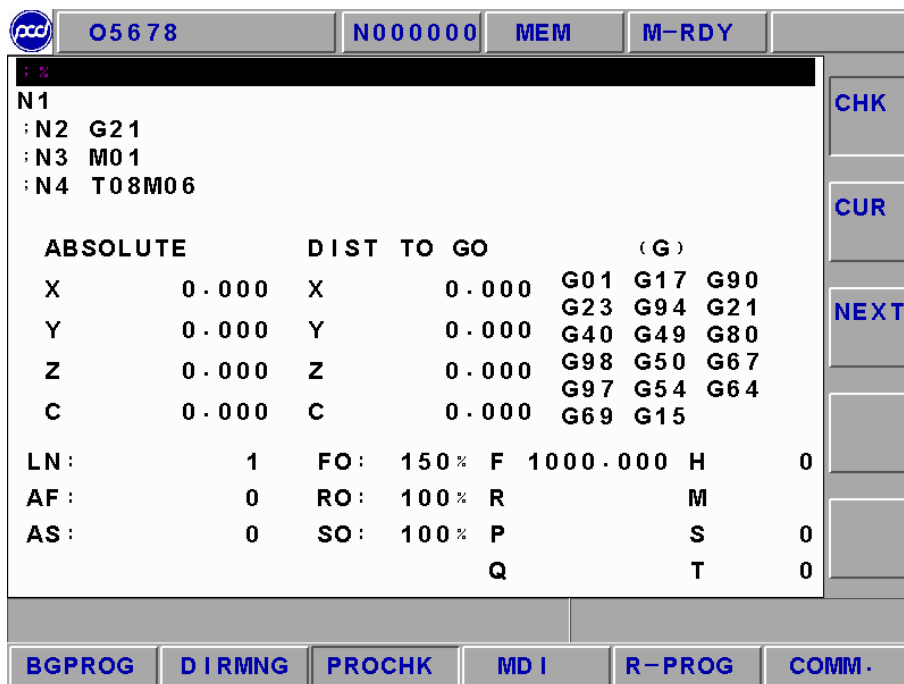 pcd O5678 N000000 MEM M-RDY
; %
N1
;N2 G21
;N3 M01
;N4 T08M06
ABSOLUTE DIST TO GO (G)
X 0.000 X 0.000 G01 G17 G90
G23 G94 G21
Y 0.000 Y 0.000 G40 G49 G80
Z 0.000 Z 0.000 G98 G50 G67
G97 G54 G64
C 0.000 C 0.000 G69 G15
LN: 1 FO: 150% F 1000.000 H 0
AF: 0 RO: 100% R M
AS: 0 SO: 100% P S 0
Q T 0
CHK
CUR
NEXT
BGPROG DIRMNG PROCHK MDI R-PROG COMM.